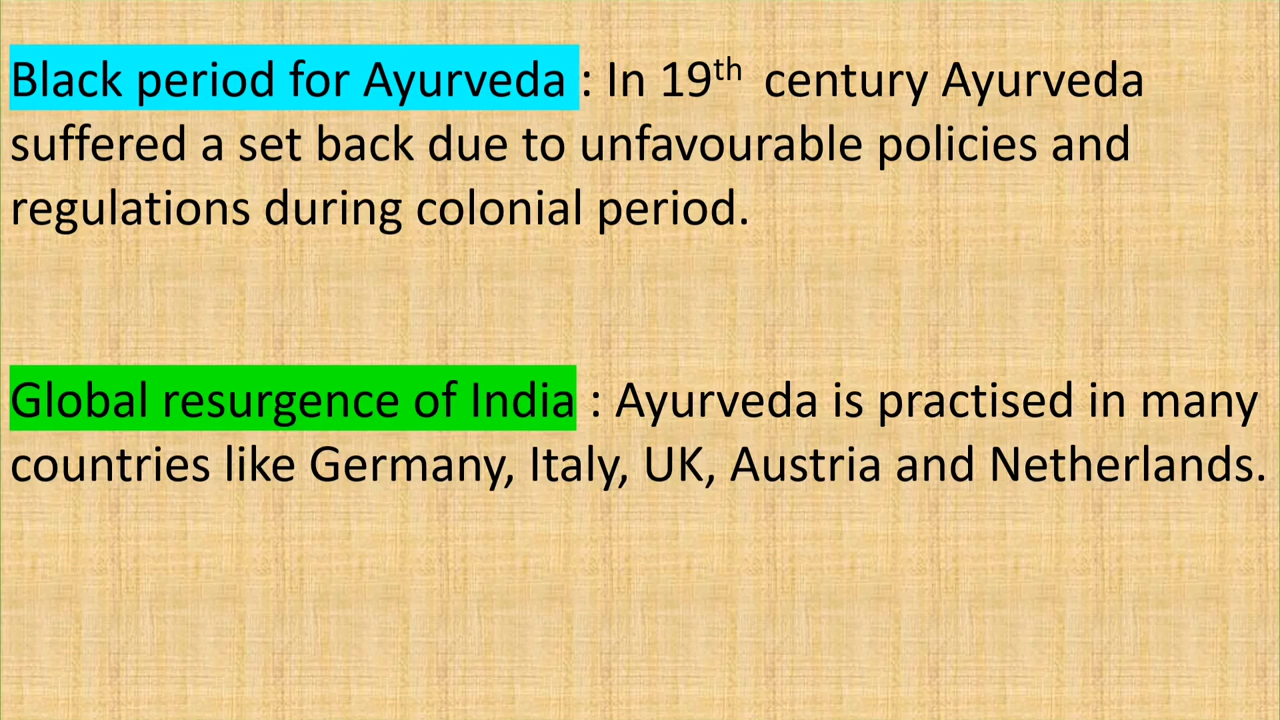 Black period for Ayurveda : In 19th century Ayurveda
suffered a set back due to unfavourable policies and
regulations during colonial period.
Global resurgence of India : Ayurveda is practised in many
countries like Germany, Italy, UK, Austria and Netherlands.